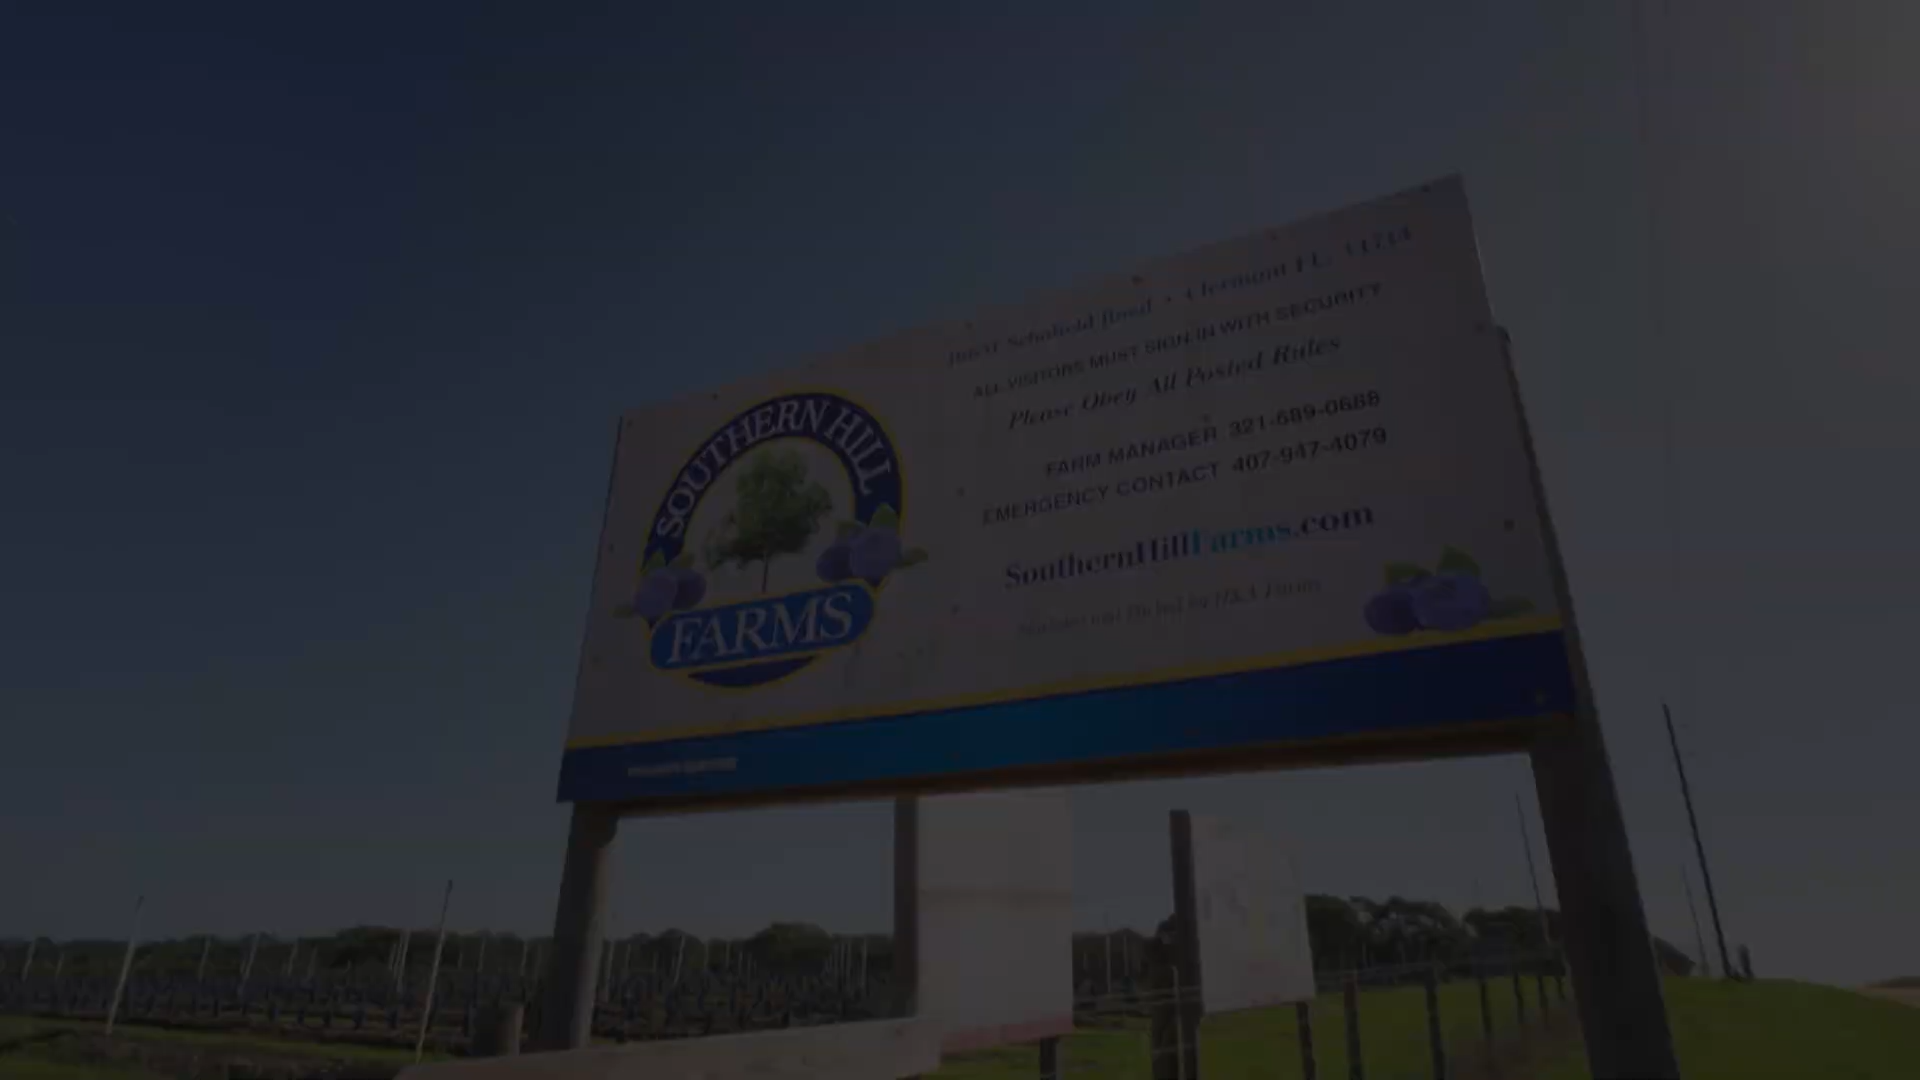 SOUTHERN HILL
FARMS
Schofield Road • Clermont FL.
ALL VISITORS MUST SIGN IN WITH SECURITY
Please Obey All Posted Rules
FARM MANAGER 321-689-0688
EMERGENCY CONTACT 407-947-4079
SouthernHillFarms.com